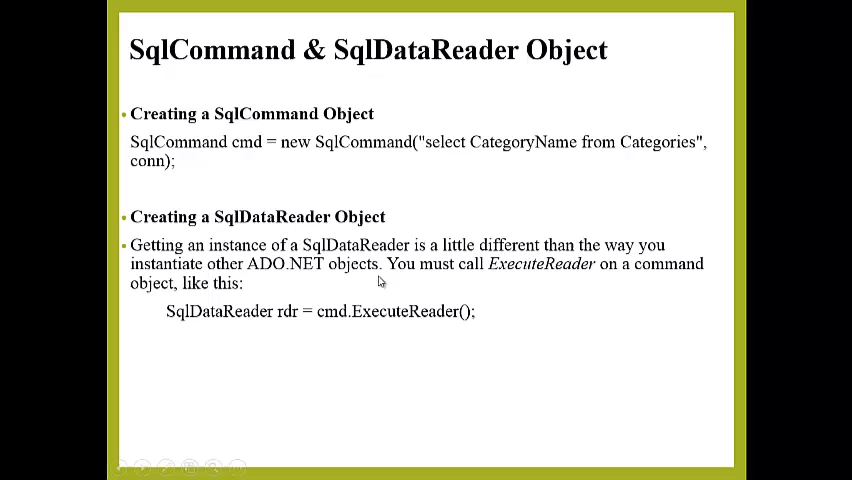 SqlCommand & SqlDataReader Object
• Creating a SqlCommand Object
SqlCommand cmd = new SqlCommand("select CategoryName from Categories",
conn);
• Creating a SqlDataReader Object
• Getting an instance of a SqlDataReader is a little different than the way you
instantiate other ADO.NET objects. You must call ExecuteReader on a command
object, like this:
SqlDataReader rdr = cmd.ExecuteReader();